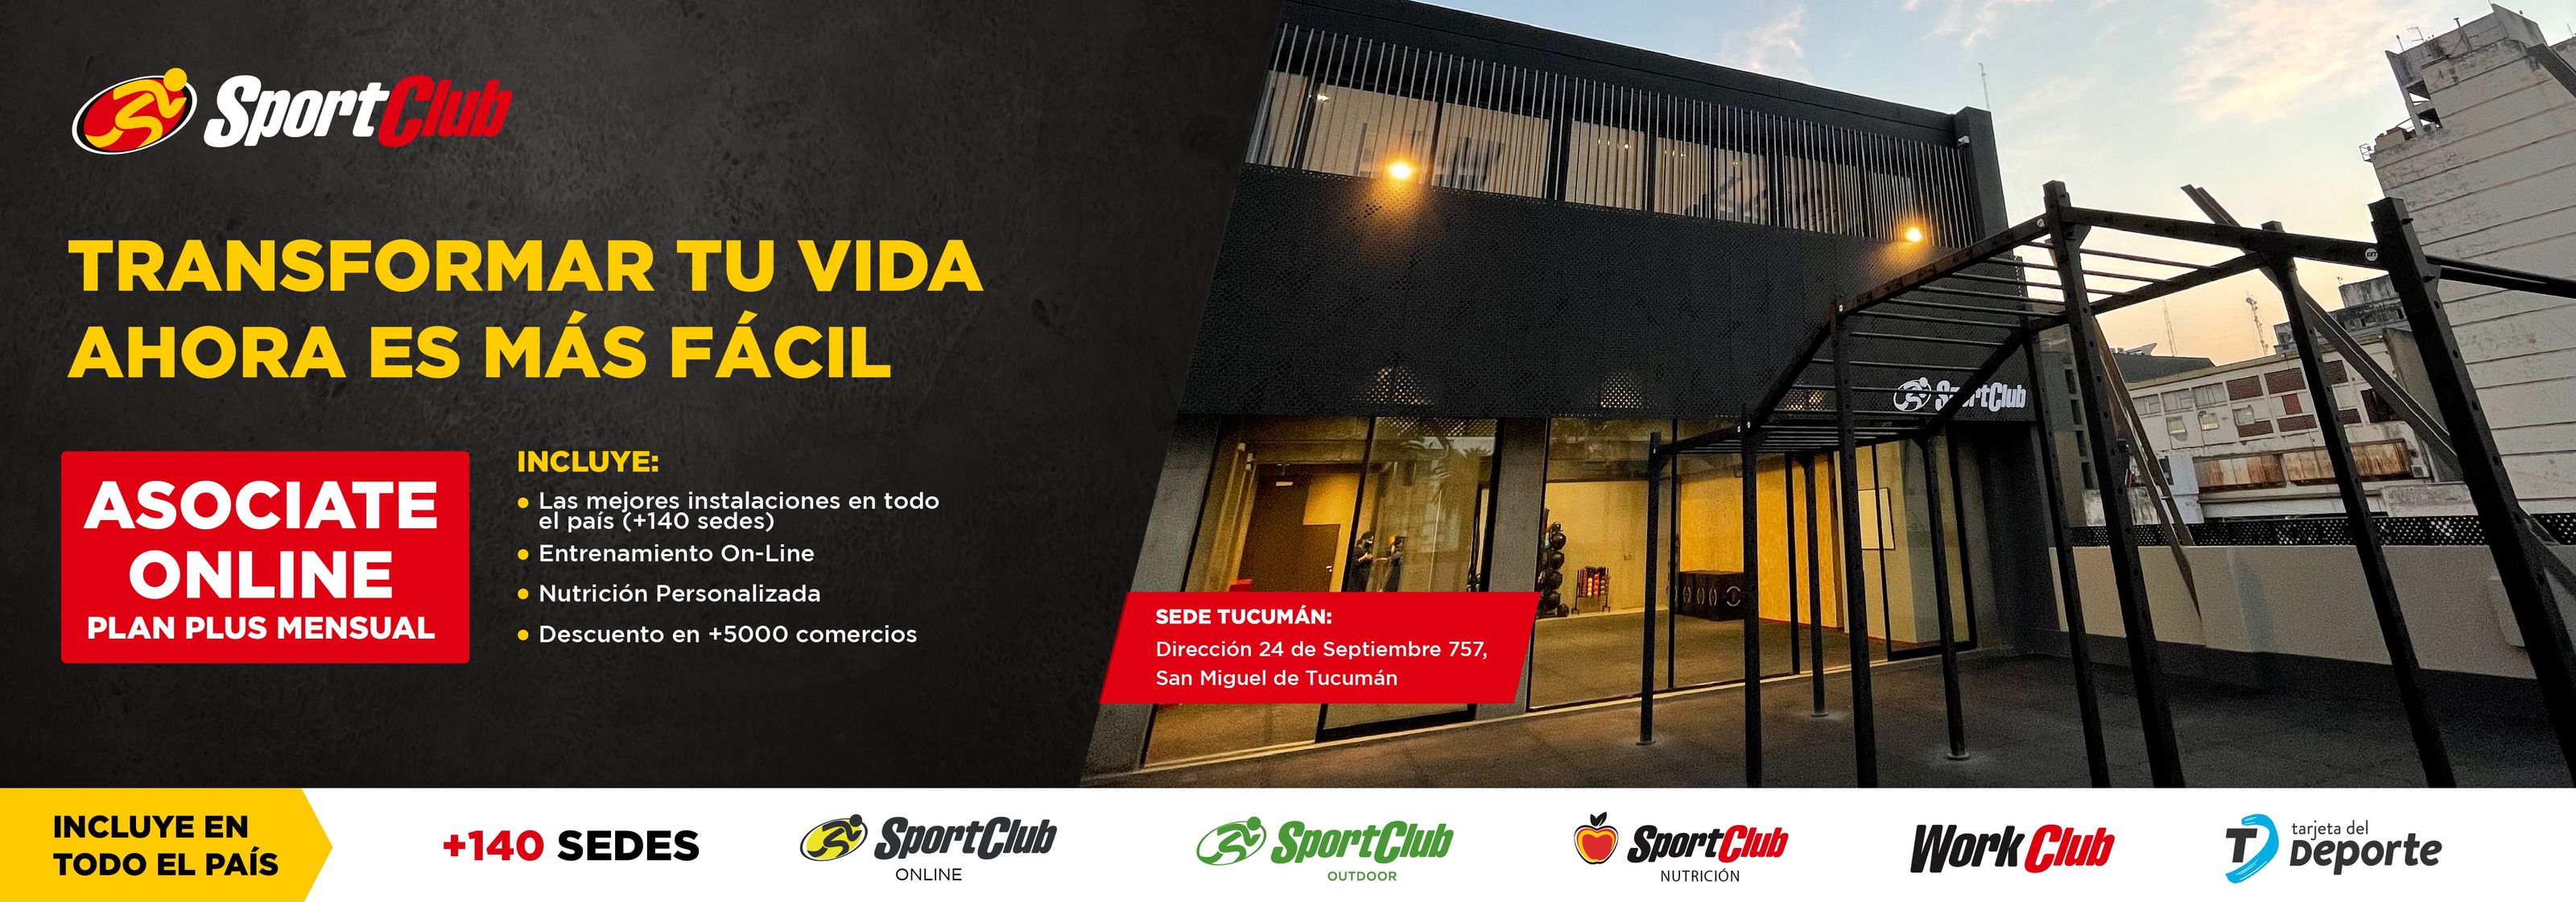 SportClub
TRANSFORMAR TU VIDA
AHORA ES MÁS FÁCIL
ASOCIATE
ONLINE
PLAN PLUS MENSUAL
INCLUYE:
• Las mejores instalaciones en todo
el país (+140 sedes)
• Entrenamiento On-Line
• Nutrición Personalizada
• Descuento en +5000 comercios
SportClub
SEDE TUCUMÁN:
Dirección 24 de Septiembre 757,
San Miguel de Tucumán
INCLUYE EN
TODO EL PAÍS
+140 SEDES
SportClub
ONLINE
SportClub
OUTDOOR
SportClub
NUTRICIÓN
WorkClub
TD
tarjeta del
Deporte